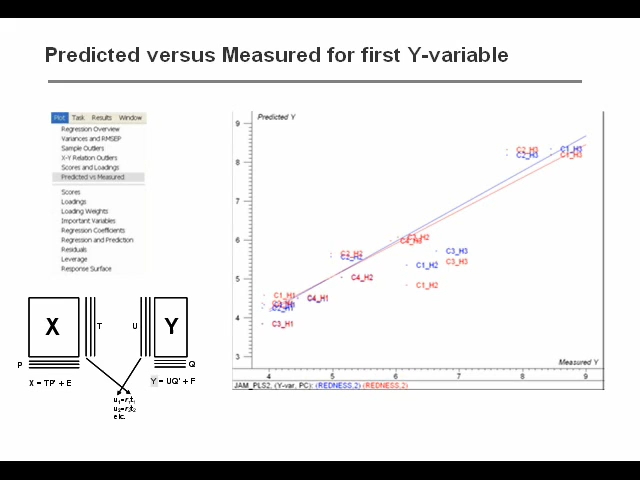 Predicted versus Measured for first Y-variable
Plot Task Results Window
Regression Overview
Variances and RMSEP
Sample Outliers
X-Y Relation Outliers
Scores and Loadings
Predicted vs Measured
Scores
Loadings
Loading Weights
Important Variables
Regression Coefficients
Regression and Prediction
Residuals
Leverage
Response Surface
X
T
U
Y
P
Q
X = TP' + E
Y = UQ' + F
etc.
Predicted Y
9
8
7
6
5
4
3
C2_H3
C2_H3
C1_H3
C1_H3
C3_H2
C3_H3
C3_H3
C1_H2
C1_H2
C4_H2
C1_H1
C4_H1
C3_H1
Measured Y
4 5 6 7 8 9
JAM_PLS2, (Y-var, PC): (REDNESS,2) (REDNESS,2)